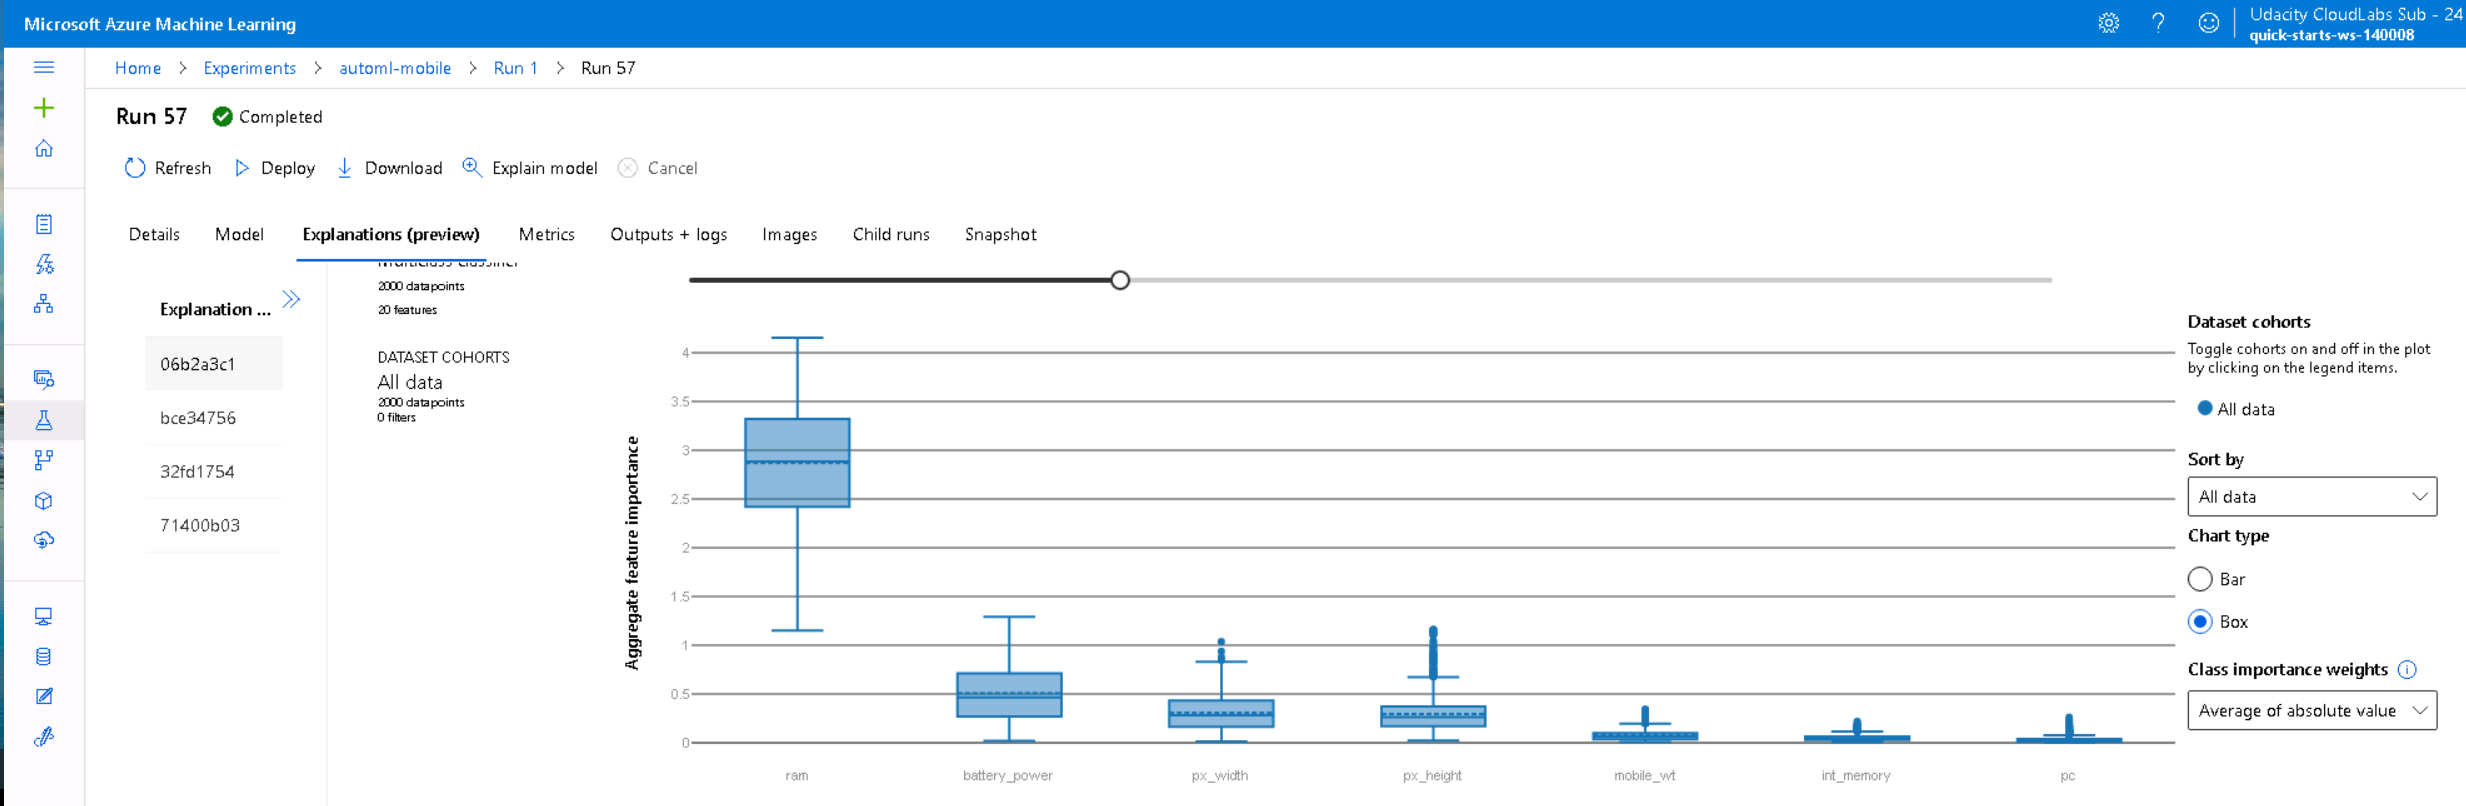 Microsoft Azure Machine Learning
Udacity CloudLabs Sub - 24
quick-starts-ws-140008
Home > Experiments > automl-mobile > Run 1 > Run 57
Run 57 Completed
Refresh Deploy Download Explain model Cancel
Details Model Explanations (preview) Metrics Outputs + logs Images Child runs Snapshot
Explanation ...
06b2a3c1
bce34756
32fd1754
71400b03
Multiclass classifier
2000 datapoints
20 features
DATASET COHORTS
All data
2000 datapoints
0 filters
Aggregate feature importance
4
3.5
3
2.5
2
1.5
1
0.5
0
ram battery_power px_width px_height mobile_wt int_memory pc
Dataset cohorts
Toggle cohorts on and off in the plot
by clicking on the legend items.
All data
Sort by
All data
Chart type
Bar
Box
Class importance weights
Average of absolute value